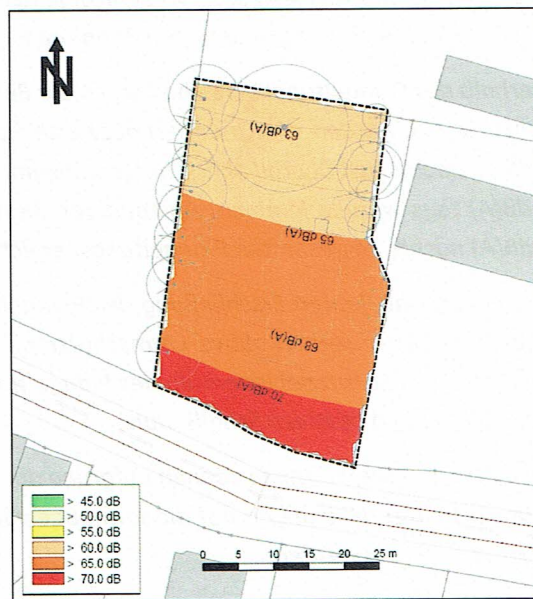 N
63 dB(A)
65 dB(A)
68 dB(A)
70 dB(A)
> 45.0 dB
> 50.0 dB
> 55.0 dB
> 60.0 dB
> 65.0 dB
> 70.0 dB
0 5 10 15 20 25 m